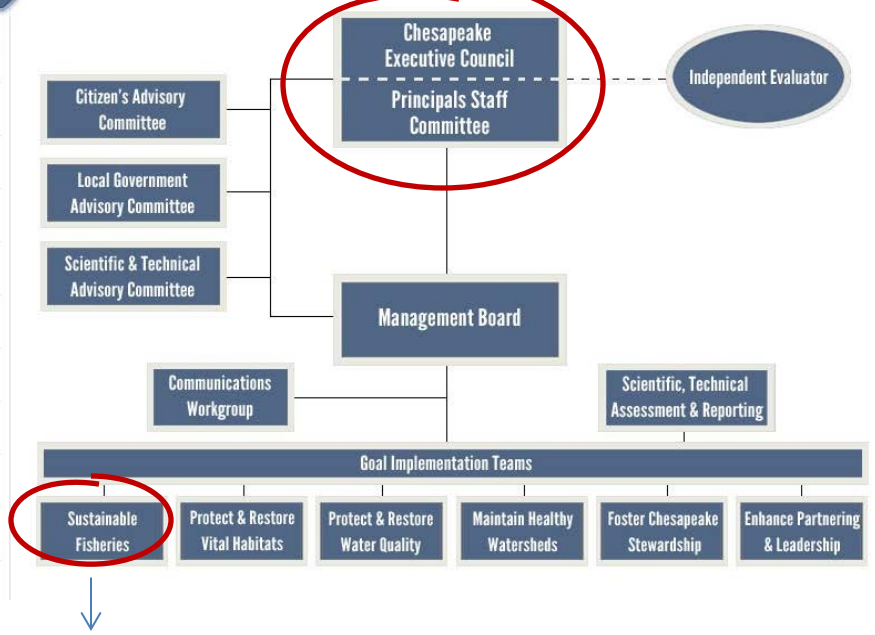 Chesapeake
Executive Council
Principals Staff
Committee
Independent Evaluator
Citizen's Advisory
Committee
Local Government
Advisory Committee
Scientific & Technical
Advisory Committee
Management Board
Communications
Workgroup
Scientific, Technical
Assessment & Reporting
Goal Implementation Teams
Sustainable
Fisheries
Protect & Restore
Vital Habitats
Protect & Restore
Water Quality
Maintain Healthy
Watersheds
Foster Chesapeake
Stewardship
Enhance Partnering
& Leadership